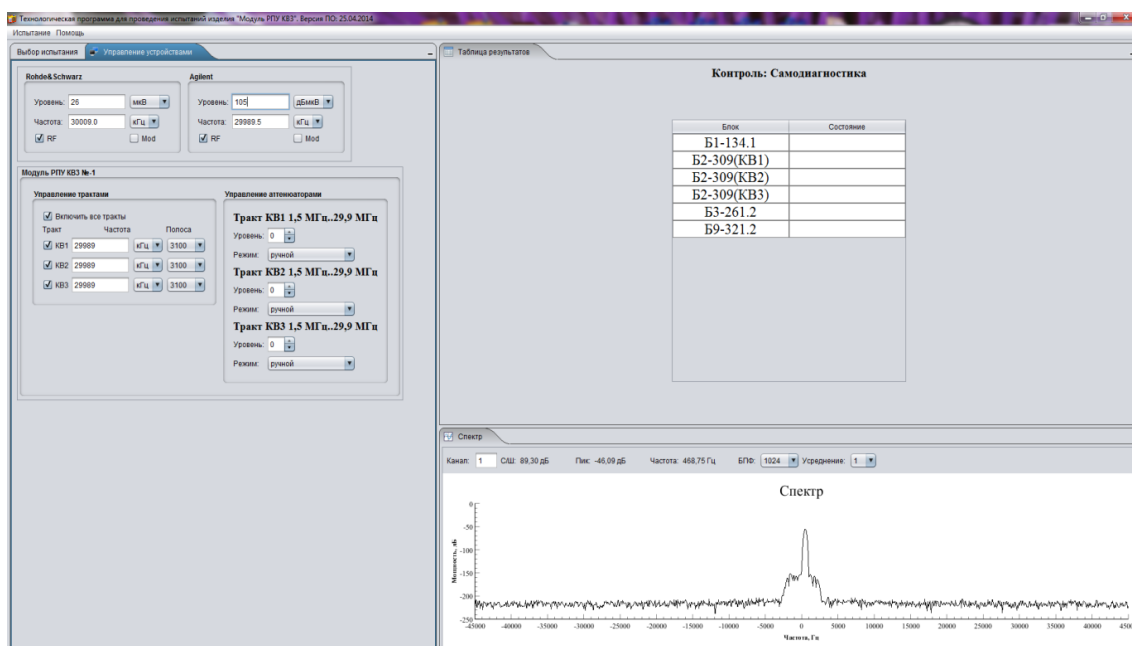 Технологическая программа для проведения испытаний изделия "Модуль РПУ КВ3". Версия ПО: 25.04.2014
Испытание Помощь
Выбор испытания Управление устройствами
Rohde&Schwarz Agilent
Уровень: 26 мкВ Уровень: 105 дБмкВ
Частота: 30009.0 кГц Частота: 29989.5 кГц
RF Mod RF Mod
Модуль РПУ КВ3 №-1
Управление трактами
Включить все тракты
Тракт Частота Полоса
КВ1 29989 кГц 3100
КВ2 29989 кГц 3100
КВ3 29989 кГц 3100
Управление аттенюаторами
Тракт КВ1 1,5 МГц..29,9 МГц
Уровень: 0
Режим: ручной
Тракт КВ2 1,5 МГц..29,9 МГц
Уровень: 0
Режим: ручной
Тракт КВ3 1,5 МГц..29,9 МГц
Уровень: 0
Режим: ручной
Таблица результатов
Контроль: Самодиагностика
Блок Состояние
Б1-134.1
Б2-309(КВ1)
Б2-309(КВ2)
Б2-309(КВ3)
Б3-261.2
Б9-321.2
Спектр
Канал: 1 С/Ш: 89,30 дБ Пик: -46,09 дБ Частота: 468,75 Гц БПФ: 1024 Усреднение: 1
Спектр
Мощность, дБ
0
-50
-100
-150
-200
-250
-45000 -40000 -35000 -30000 -25000 -20000 -15000 -10000 -5000 0 5000 10000 15000 20000 25000 30000 35000 40000 45000
Частота, Гц